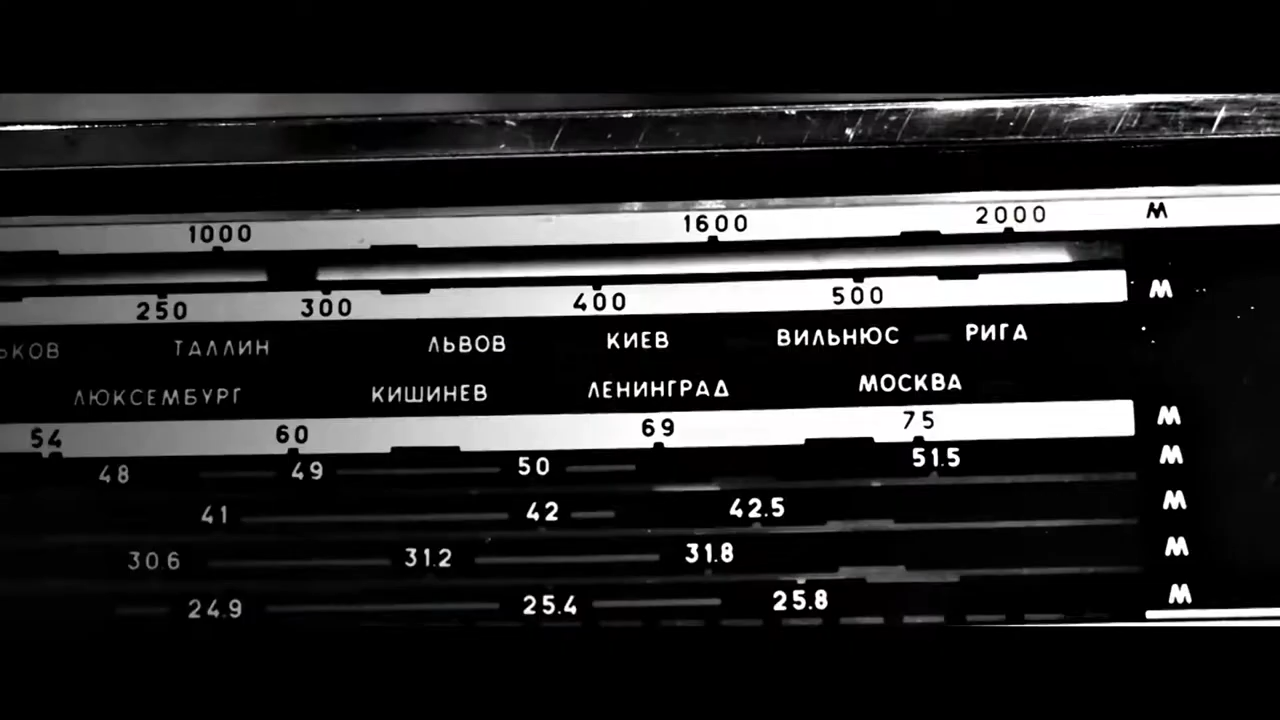 1000 1600 2000 М
250 300 400 500 М
ЬКОВ ТАЛЛИН ЛЬВОВ КИЕВ ВИЛЬНЮС РИГА
ЛЮКСЕМБУРГ КИШИНЕВ ЛЕНИНГРАД МОСКВА
54 60 69 75 М
48 49 50 51.5 М
41 42 42.5 М
30.6 31.2 31.8 М
24.9 25.4 25.8 М